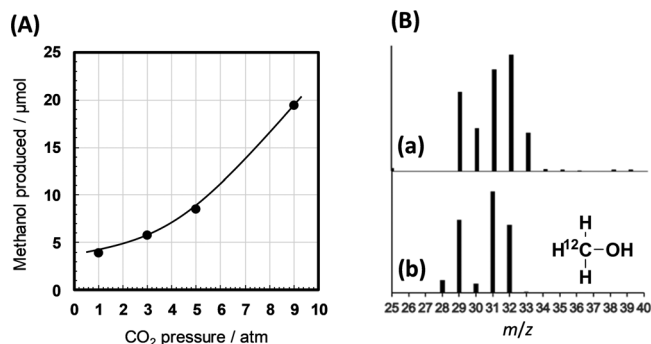 (A)
25
20
15
10
5
0
0 1 2 3 4 5 6 7 8 9 10
Methanol produced / μmol
CO₂ pressure / atm
(B)
(a)
(b)
H
H¹²C–OH
H
25 26 27 28 29 30 31 32 33 34 35 36 37 38 39 40
m/z